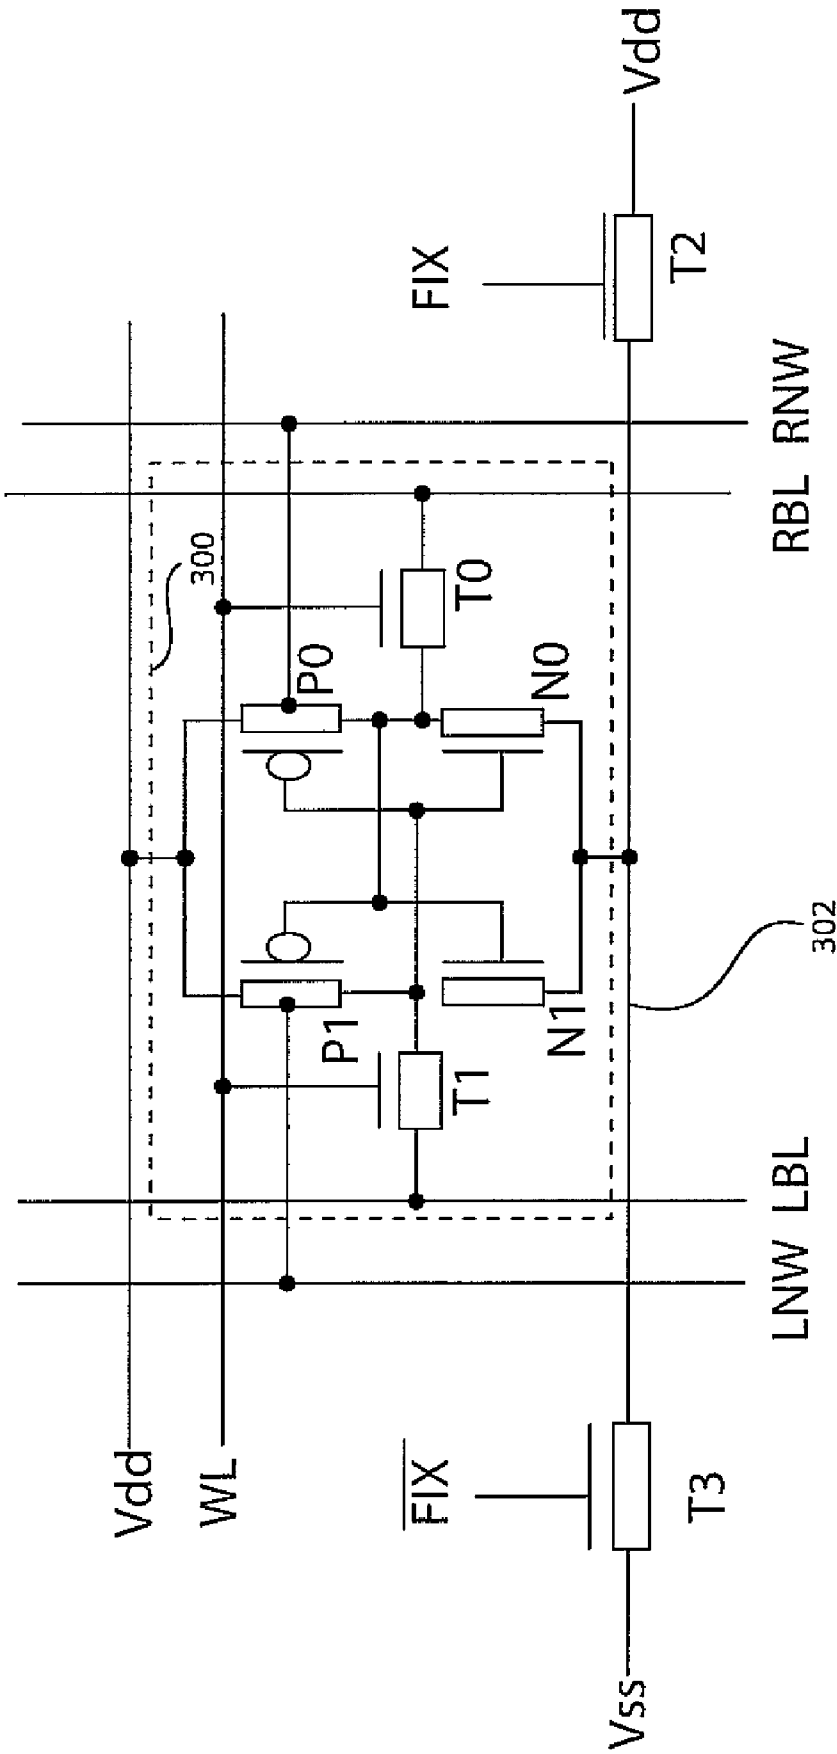 Vdd
WL
300
P1
P0
T1
T0
N1
N0
FIX
FIX
Vss
T3
T2
Vdd
302
LNW
LBL
RBL
RNW